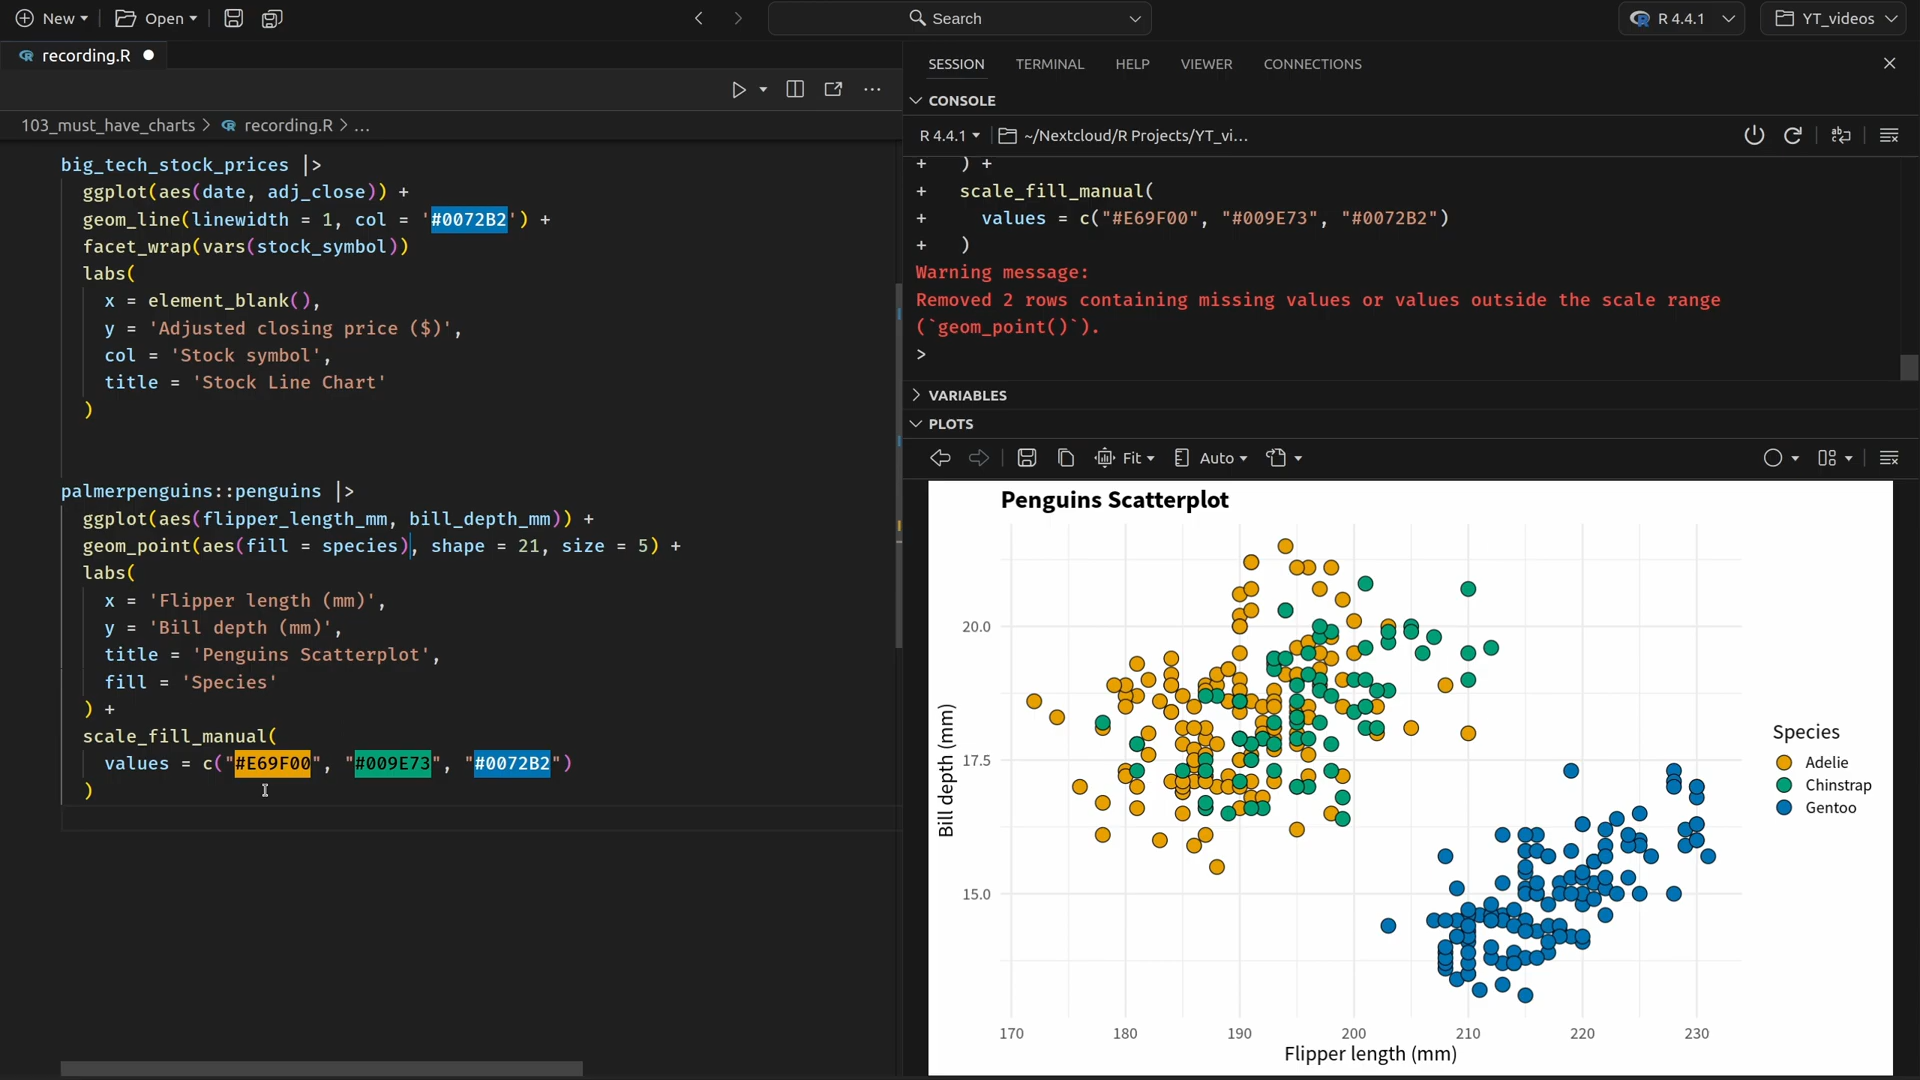 New
Open
Search
R 4.4.1
YT_videos
recording.R
103_must_have_charts > recording.R > ...
big_tech_stock_prices |>
ggplot(aes(date, adj_close)) +
geom_line(linewidth = 1, col = '#0072B2') +
facet_wrap(vars(stock_symbol))
labs(
x = element_blank(),
y = 'Adjusted closing price ($)',
col = 'Stock symbol',
title = 'Stock Line Chart'
)
palmerpenguins::penguins |>
ggplot(aes(flipper_length_mm, bill_depth_mm)) +
geom_point(aes(fill = species), shape = 21, size = 5) +
labs(
x = 'Flipper length (mm)',
y = 'Bill depth (mm)',
title = 'Penguins Scatterplot',
fill = 'Species'
) +
scale_fill_manual(
values = c("#E69F00", "#009E73", "#0072B2")
)
SESSION TERMINAL HELP VIEWER CONNECTIONS
CONSOLE
R 4.4.1 ~/Nextcloud/R Projects/YT_vi...
+ ) +
+ scale_fill_manual(
+ values = c("#E69F00", "#009E73", "#0072B2")
+ )
Warning message:
Removed 2 rows containing missing values or values outside the scale range
(`geom_point()`).
>
VARIABLES
PLOTS
Fit
Auto
Penguins Scatterplot
20.0
17.5
15.0
Bill depth (mm)
170 180 190 200 210 220 230
Flipper length (mm)
Species
Adelie
Chinstrap
Gentoo